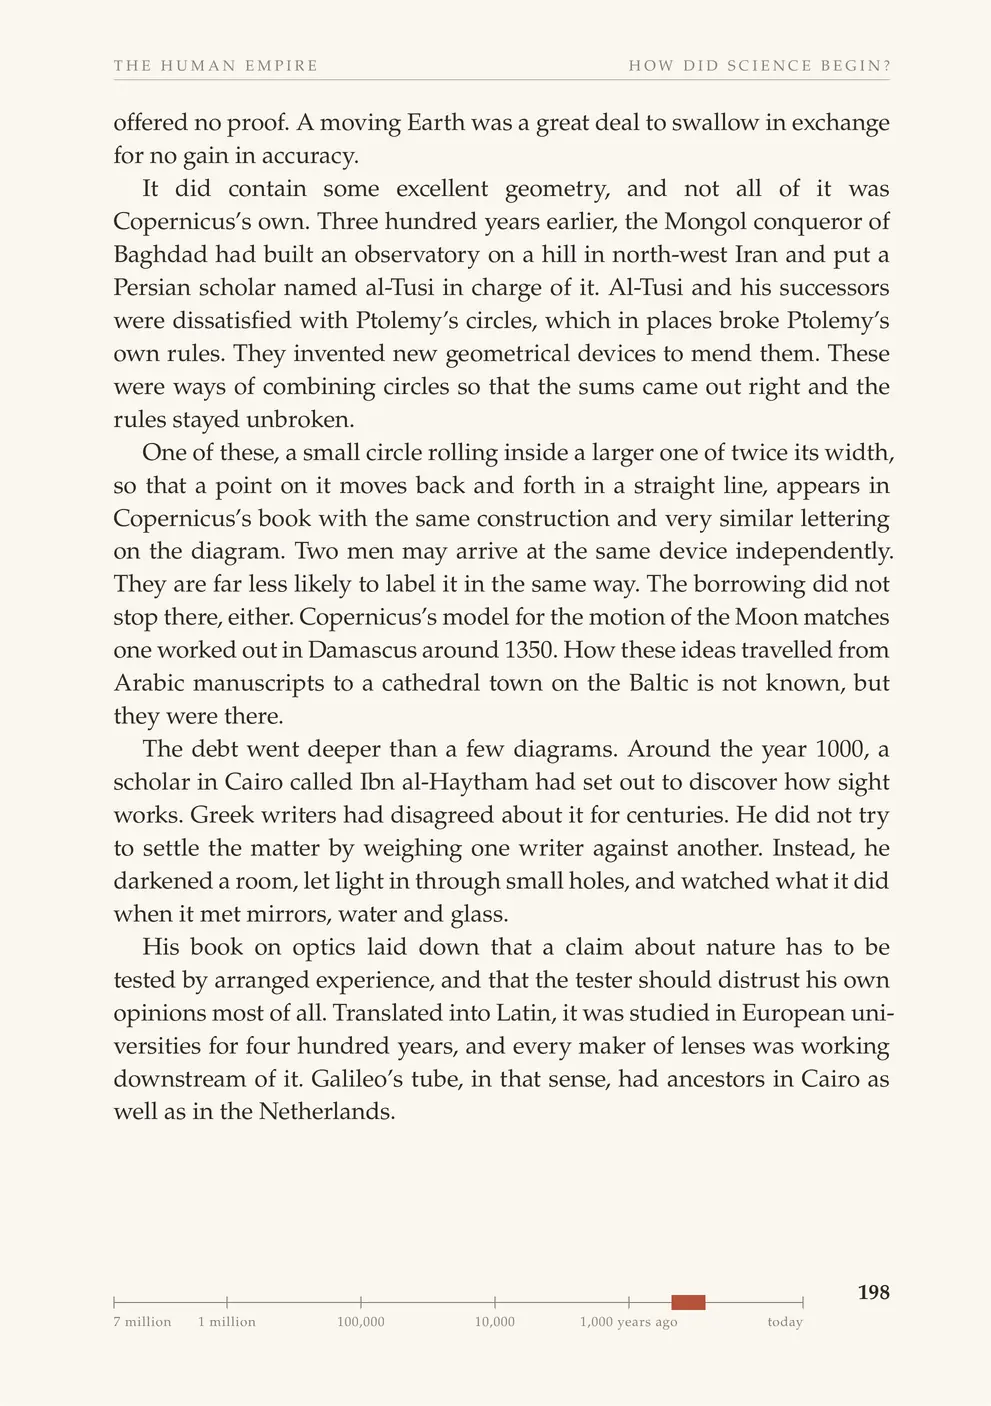 THE HUMAN EMPIRE
HOW DID SCIENCE BEGIN?
offered no proof. A moving Earth was a great deal to swallow in exchange
for no gain in accuracy.
It did contain some excellent geometry, and not all of it was
Copernicus’s own. Three hundred years earlier, the Mongol conqueror of
Baghdad had built an observatory on a hill in north-west Iran and put a
Persian scholar named al-Tusi in charge of it. Al-Tusi and his successors
were dissatisfied with Ptolemy’s circles, which in places broke Ptolemy’s
own rules. They invented new geometrical devices to mend them. These
were ways of combining circles so that the sums came out right and the
rules stayed unbroken.
One of these, a small circle rolling inside a larger one of twice its width,
so that a point on it moves back and forth in a straight line, appears in
Copernicus’s book with the same construction and very similar lettering
on the diagram. Two men may arrive at the same device independently.
They are far less likely to label it in the same way. The borrowing did not
stop there, either. Copernicus’s model for the motion of the Moon matches
one worked out in Damascus around 1350. How these ideas travelled from
Arabic manuscripts to a cathedral town on the Baltic is not known, but
they were there.
The debt went deeper than a few diagrams. Around the year 1000, a
scholar in Cairo called Ibn al-Haytham had set out to discover how sight
works. Greek writers had disagreed about it for centuries. He did not try
to settle the matter by weighing one writer against another. Instead, he
darkened a room, let light in through small holes, and watched what it did
when it met mirrors, water and glass.
His book on optics laid down that a claim about nature has to be
tested by arranged experience, and that the tester should distrust his own
opinions most of all. Translated into Latin, it was studied in European uni-
versities for four hundred years, and every maker of lenses was working
downstream of it. Galileo’s tube, in that sense, had ancestors in Cairo as
well as in the Netherlands.
198
7 million 1 million 100,000 10,000 1,000 years ago today